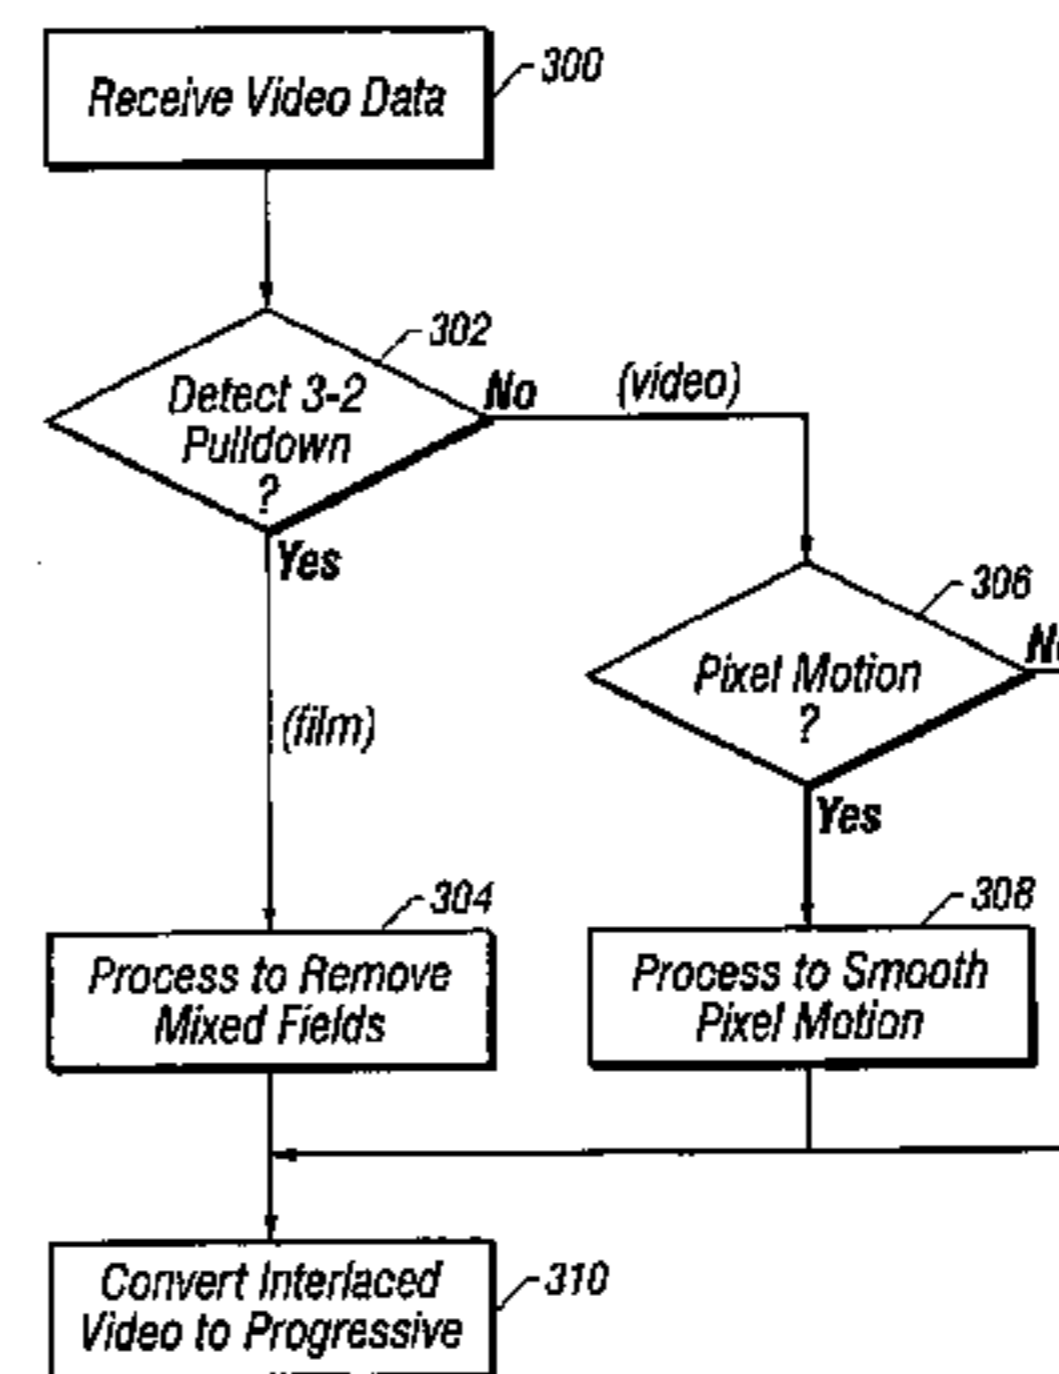 Receive Video Data
300
302
Detect 3-2
Pulldown
?
No
(video)
Yes
306
Pixel Motion
?
(film)
Yes
304
Process to Remove
Mixed Fields
308
Process to Smooth
Pixel Motion
Convert Interlaced
Video to Progressive
310